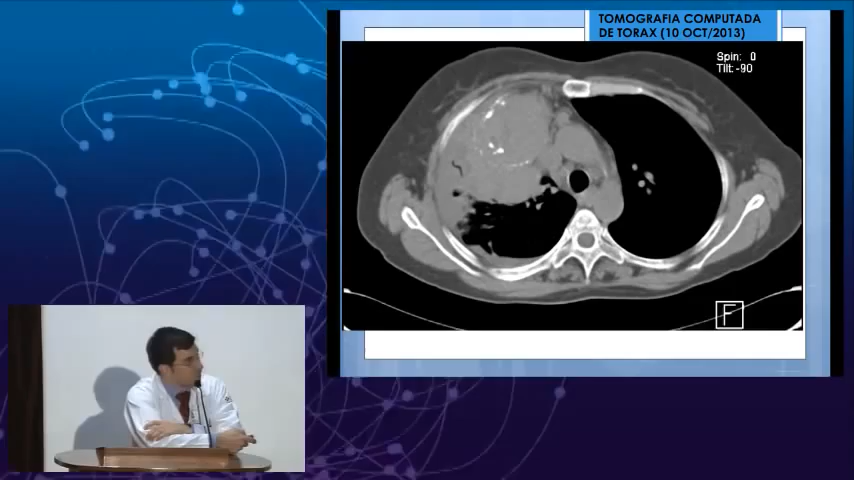 TOMOGRAFIA COMPUTADA
DE TORAX (10 OCT/2013)
Spin: 0
Tilt: -90
F